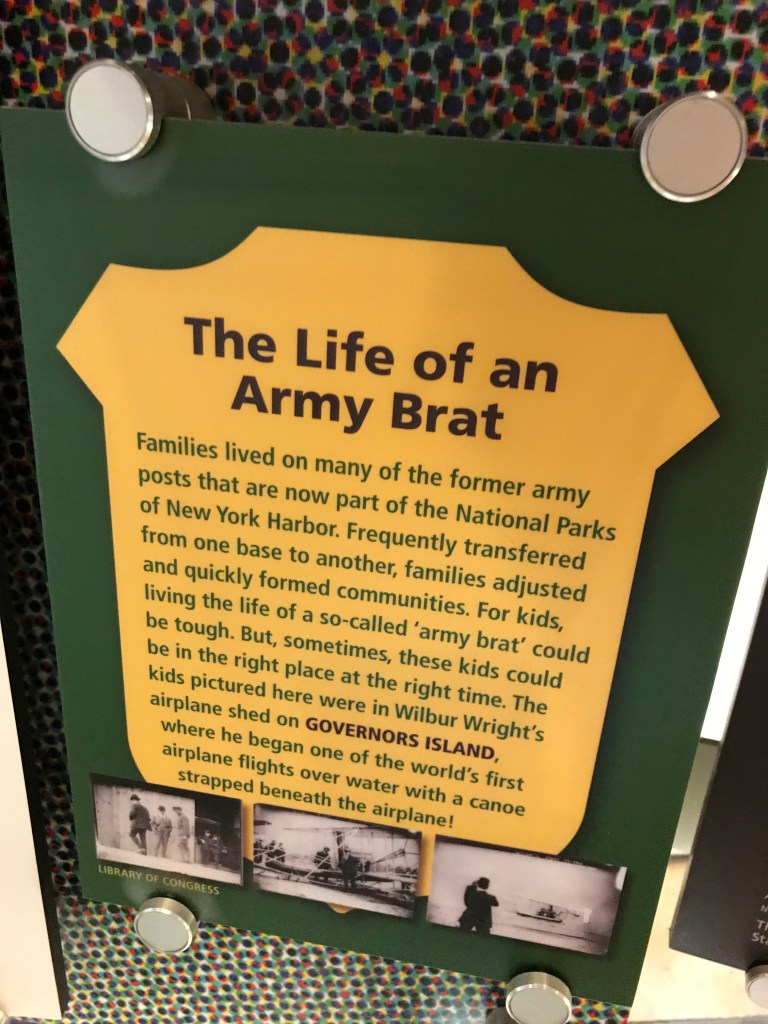 The Life of an
Army Brat
Families lived on many of the former army
posts that are now part of the National Parks
of New York Harbor. Frequently transferred
from one base to another, families adjusted
and quickly formed communities. For kids,
living the life of a so-called 'army brat' could
be tough. But, sometimes, these kids could
be in the right place at the right time. The
kids pictured here were in Wilbur Wright's
airplane shed on GOVERNORS ISLAND,
where he began one of the world's first
airplane flights over water with a canoe
strapped beneath the airplane!
LIBRARY OF CONGRESS